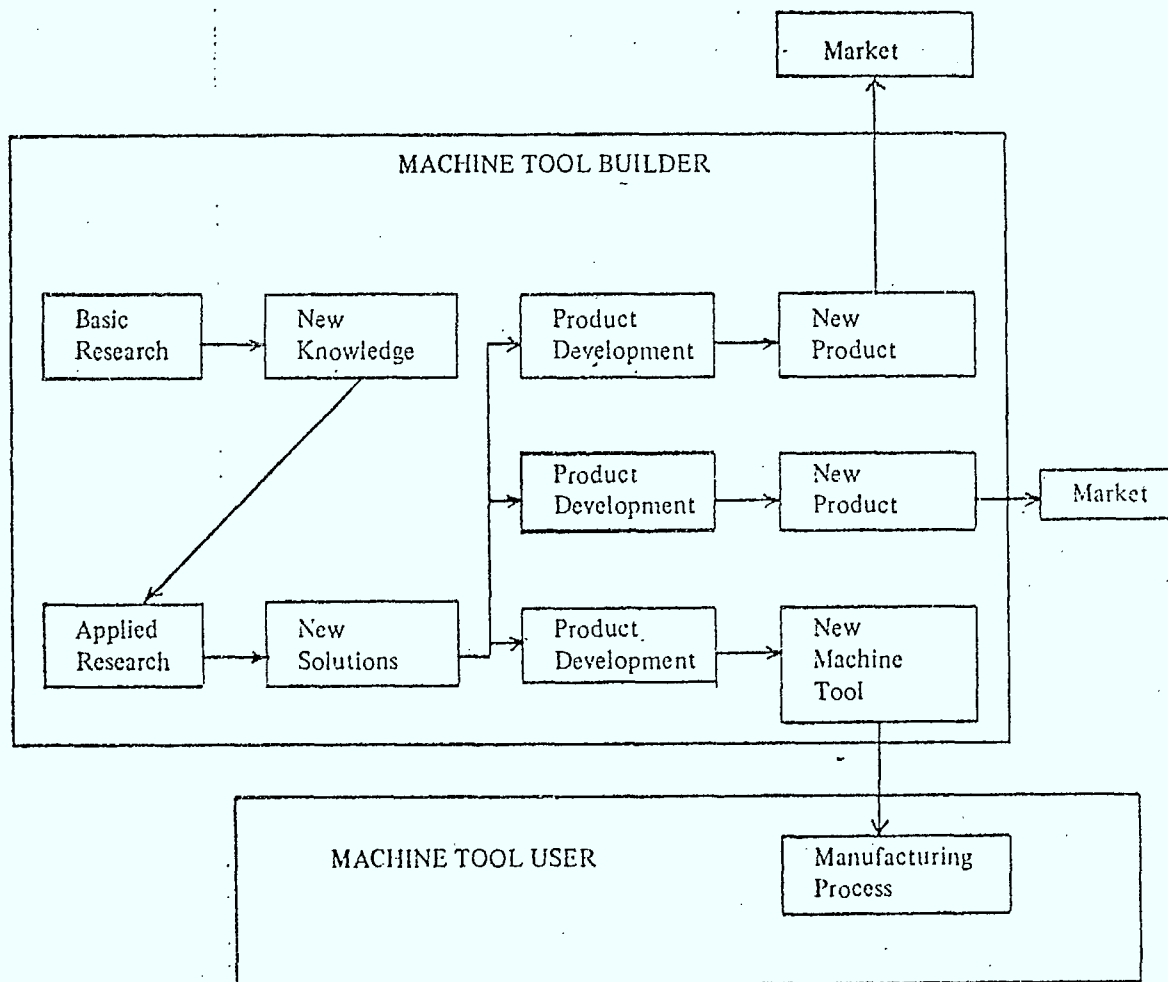 Market
MACHINE TOOL BUILDER
Basic
Research
New
Knowledge
Product
Development
New
Product
Product
Development
New
Product
Market
Applied
Research
New
Solutions
Product
Development
New
Machine
Tool
MACHINE TOOL USER
Manufacturing
Process